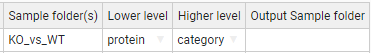 Sample folder(s) Lower level Higher level Output Sample folder
KO_vs_WT protein category